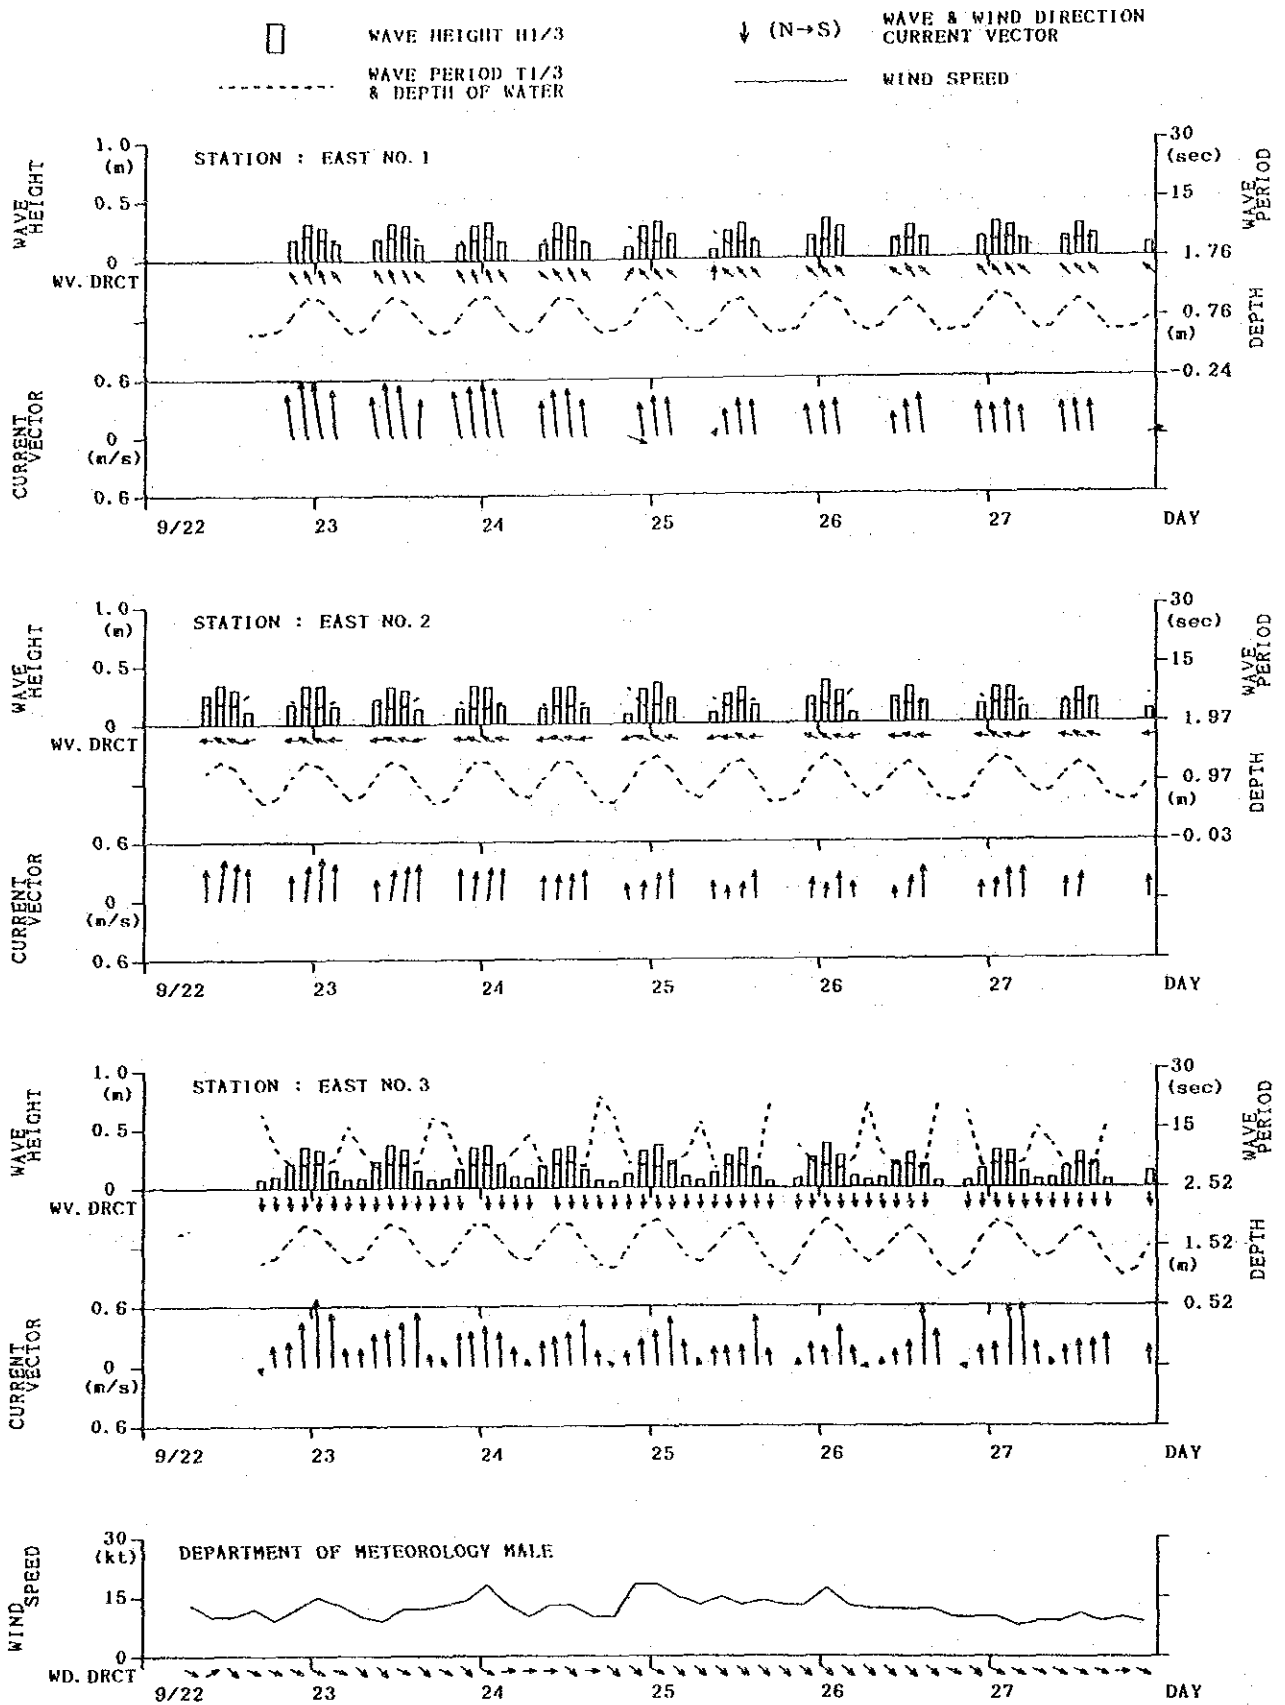 WAVE HEIGHT H1/3
(N→S) WAVE & WIND DIRECTION
CURRENT VECTOR
WAVE PERIOD T1/3
& DEPTH OF WATER
WIND SPEED
STATION : EAST NO. 1
WAVE
HEIGHT
1.0
(m)
0.5
0
WV. DRCT
30
(sec)
15
1.76
0.76
(m)
-0.24
WAVE
PERIOD
DEPTH
CURRENT
VECTOR
0.6
0
(m/s)
0.6
9/22 23 24 25 26 27 DAY
STATION : EAST NO. 2
WAVE
HEIGHT
1.0
(m)
0.5
0
WV. DRCT
30
(sec)
15
1.97
0.97
(m)
-0.03
WAVE
PERIOD
DEPTH
CURRENT
VECTOR
0.6
0
(m/s)
0.6
9/22 23 24 25 26 27 DAY
STATION : EAST NO. 3
WAVE
HEIGHT
1.0
(m)
0.5
0
WV. DRCT
30
(sec)
15
2.52
1.52
(m)
0.52
WAVE
PERIOD
DEPTH
CURRENT
VECTOR
0.6
0
(m/s)
0.6
9/22 23 24 25 26 27 DAY
DEPARTMENT OF METEOROLOGY MALE
WIND
SPEED
30
(kt)
15
0
WD. DRCT
9/22 23 24 25 26 27 DAY